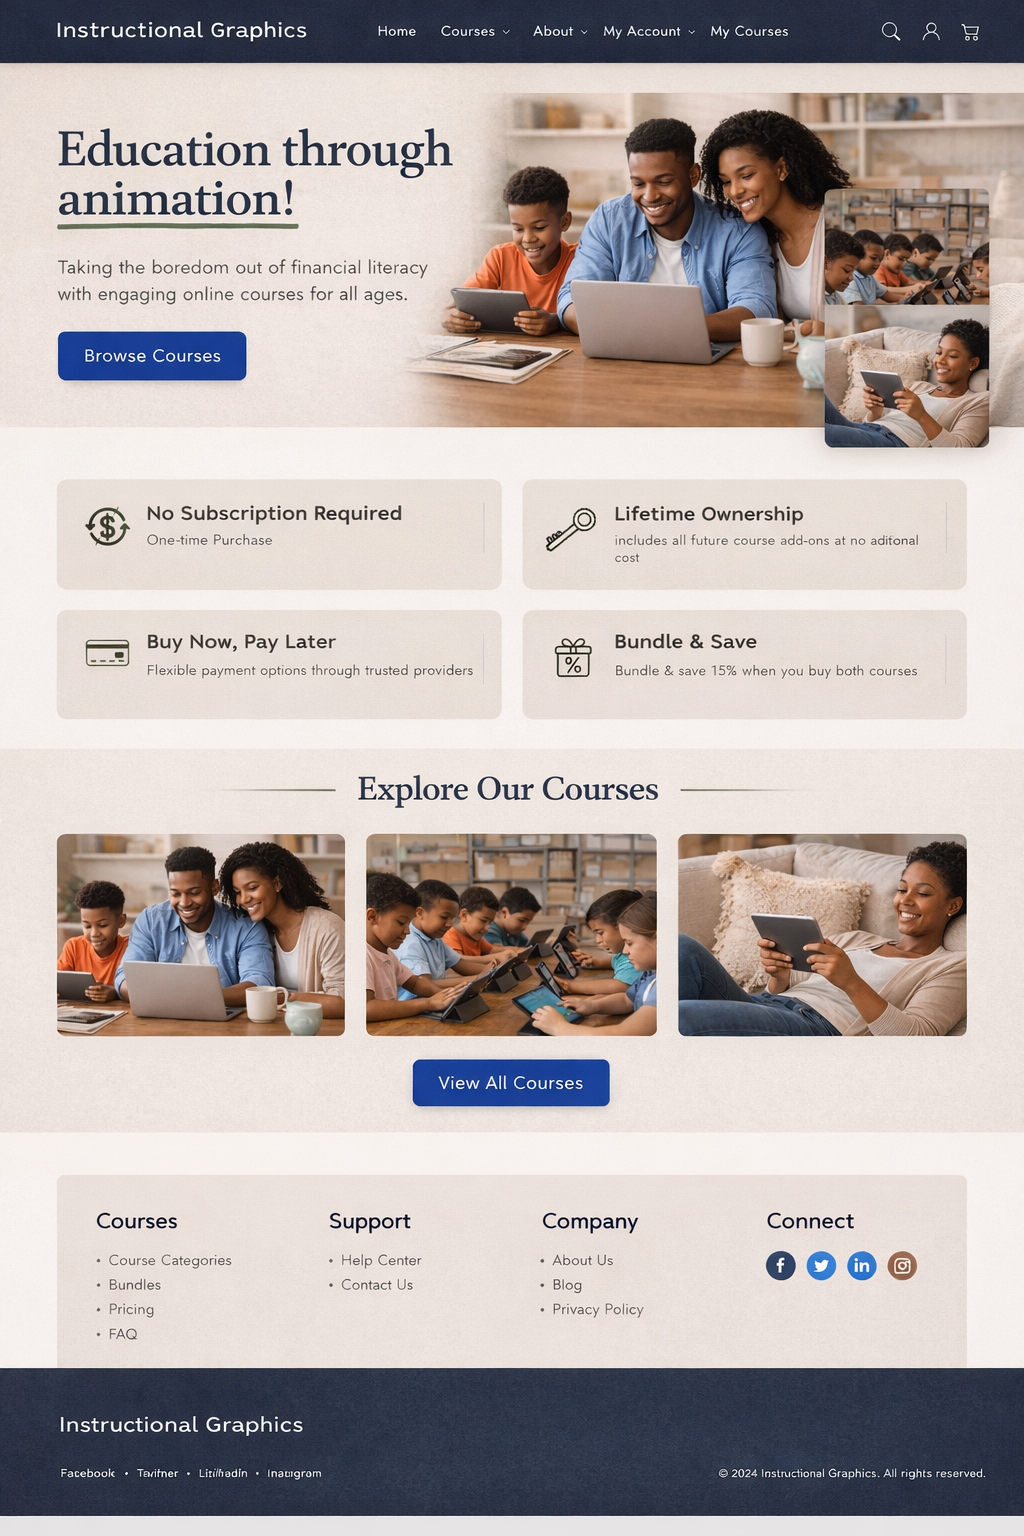 Instructional Graphics
Home
Courses
About
My Account
My Courses
Education through
animation!
Taking the boredom out of financial literacy
with engaging online courses for all ages.
Browse Courses
No Subscription Required
One-time Purchase
Lifetime Ownership
includes all future course add-ons at no aditonal
cost
Buy Now, Pay Later
Flexible payment options through trusted providers
Bundle & Save
Bundle & save 15% when you buy both courses
Explore Our Courses
View All Courses
Courses
• Course Categories
• Bundles
• Pricing
• FAQ
Support
• Help Center
• Contact Us
Company
• About Us
• Blog
• Privacy Policy
Connect
Instructional Graphics
Facebook
© 2024 Instructional Graphics. All rights reserved.